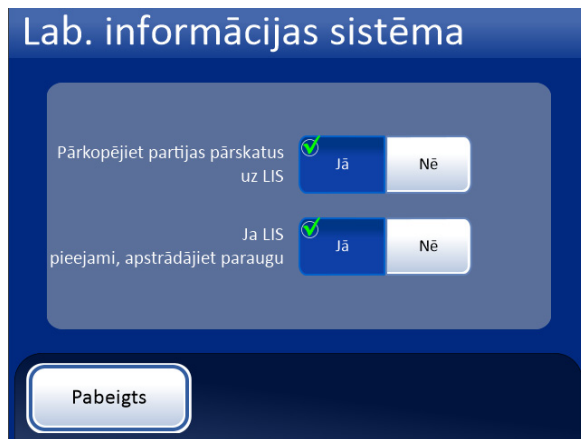 Lab. informācijas sistēma
Pārkopējiet partijas pārskatus
uz LIS
Jā
Nē
Ja LIS
pieejami, apstrādājiet paraugu
Jā
Nē
Pabeigts